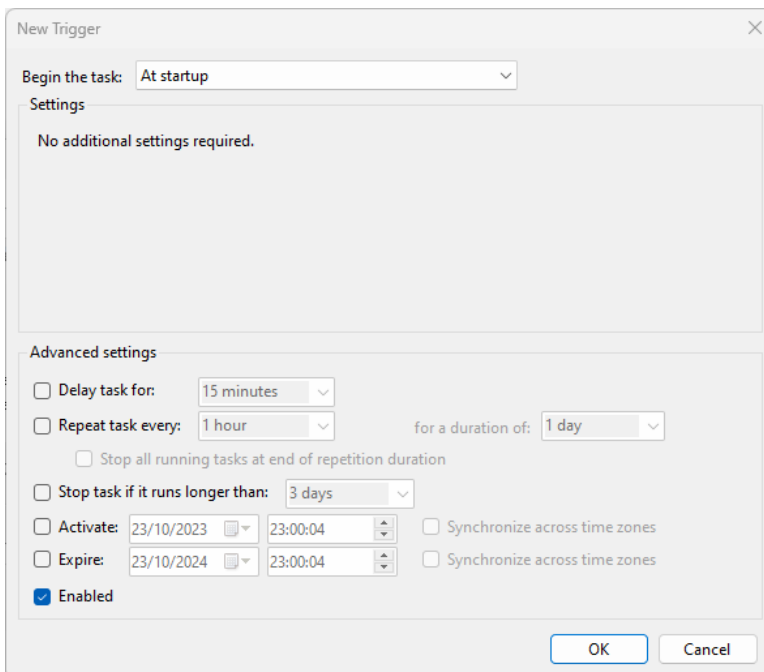 New Trigger
Begin the task: At startup
Settings
No additional settings required.
Advanced settings
Delay task for: 15 minutes
Repeat task every: 1 hour for a duration of: 1 day
Stop all running tasks at end of repetition duration
Stop task if it runs longer than: 3 days
Activate: 23/10/2023 23:00:04 Synchronize across time zones
Expire: 23/10/2024 23:00:04 Synchronize across time zones
Enabled
OK Cancel